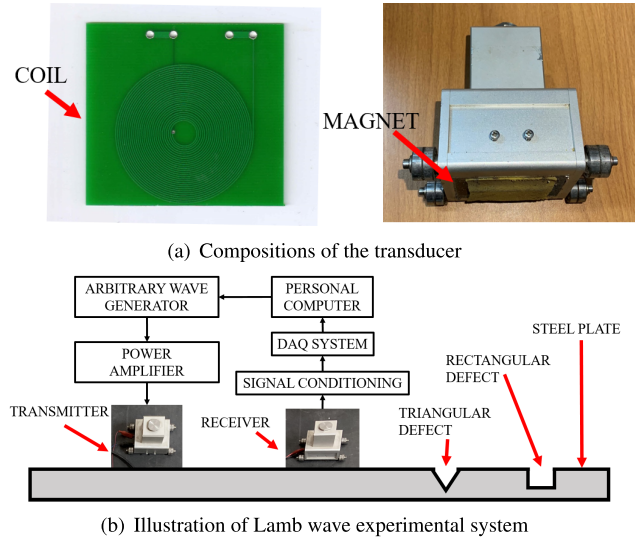 COIL
MAGNET
(a) Compositions of the transducer
ARBITRARY WAVE
GENERATOR
PERSONAL
COMPUTER
POWER
AMPLIFIER
DAQ SYSTEM
SIGNAL CONDITIONING
TRANSMITTER
RECEIVER
TRIANGULAR
DEFECT
RECTANGULAR
DEFECT
STEEL PLATE
(b) Illustration of Lamb wave experimental system